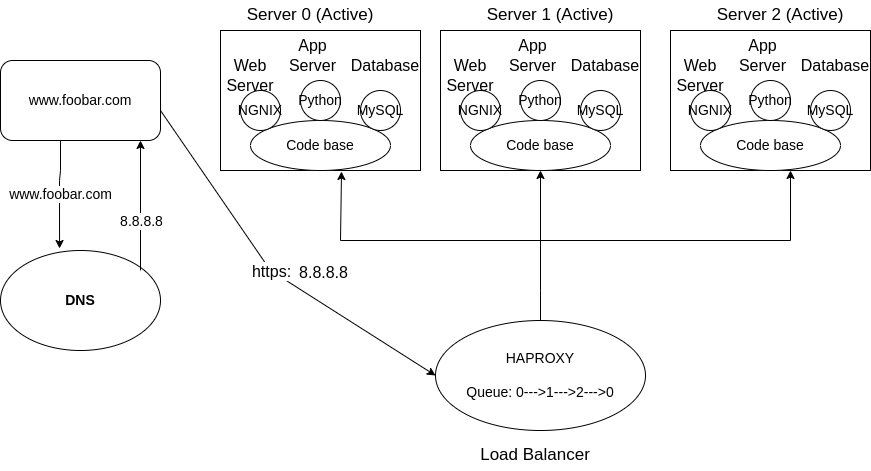 Server 0 (Active)
Server 1 (Active)
Server 2 (Active)
App
Web Server Database
Server
NGNIX Python MySQL
Code base
App
Web Server Database
Server
NGNIX Python MySQL
Code base
App
Web Server Database
Server
NGNIX Python MySQL
Code base
www.foobar.com
www.foobar.com
8.8.8.8
DNS
https: 8.8.8.8
HAPROXY
Queue: 0--->1--->2--->0
Load Balancer